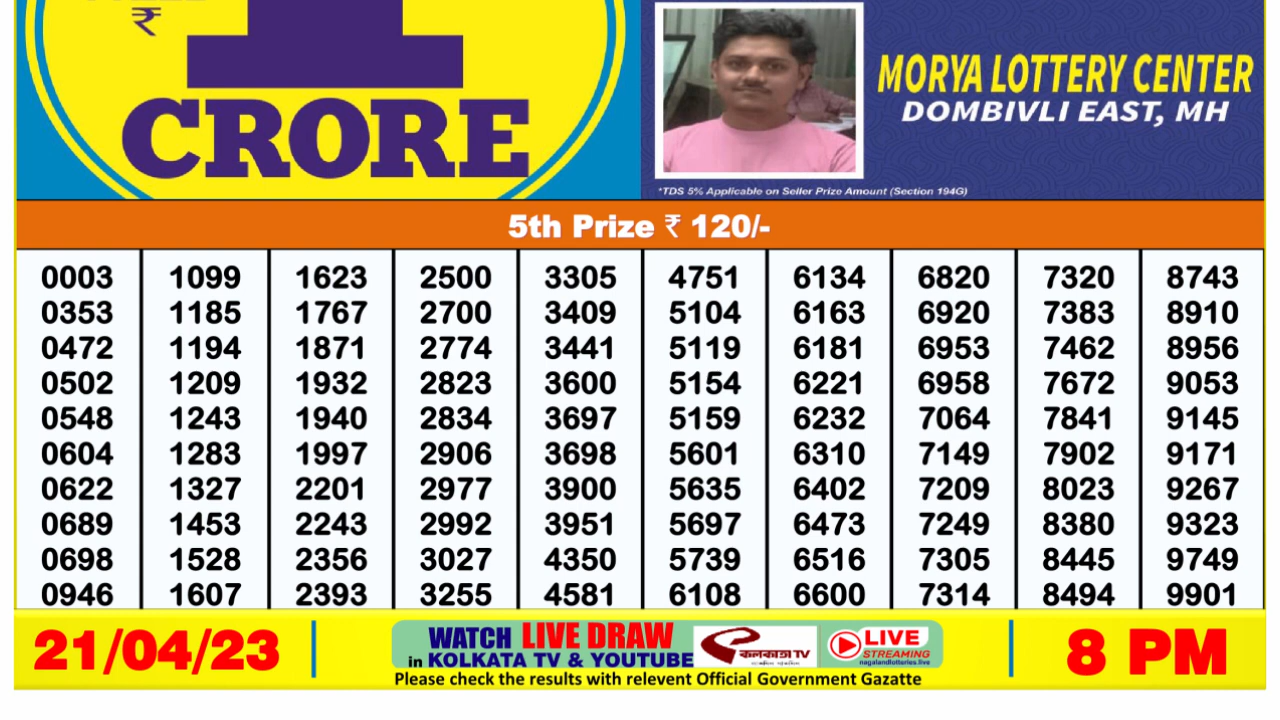 ₹
1
CRORE
MORYA LOTTERY CENTER
DOMBIVLI EAST, MH
*TDS 5% Applicable on Seller Prize Amount (Section 194G)
5th Prize ₹ 120/-
0003 1099 1623 2500 3305 4751 6134 6820 7320 8743
0353 1185 1767 2700 3409 5104 6163 6920 7383 8910
0472 1194 1871 2774 3441 5119 6181 6953 7462 8956
0502 1209 1932 2823 3600 5154 6221 6958 7672 9053
0548 1243 1940 2834 3697 5159 6232 7064 7841 9145
0604 1283 1997 2906 3698 5601 6310 7149 7902 9171
0622 1327 2201 2977 3900 5635 6402 7209 8023 9267
0689 1453 2243 2992 3951 5697 6473 7249 8380 9323
0698 1528 2356 3027 4350 5739 6516 7305 8445 9749
0946 1607 2393 3255 4581 6108 6600 7314 8494 9901
21/04/23
WATCH LIVE DRAW
in KOLKATA TV & YOUTUBE
কলকাতা TV
LIVE
STREAMING
nagalandlotteries.live
Please check the results with relevent Official Government Gazatte
8 PM